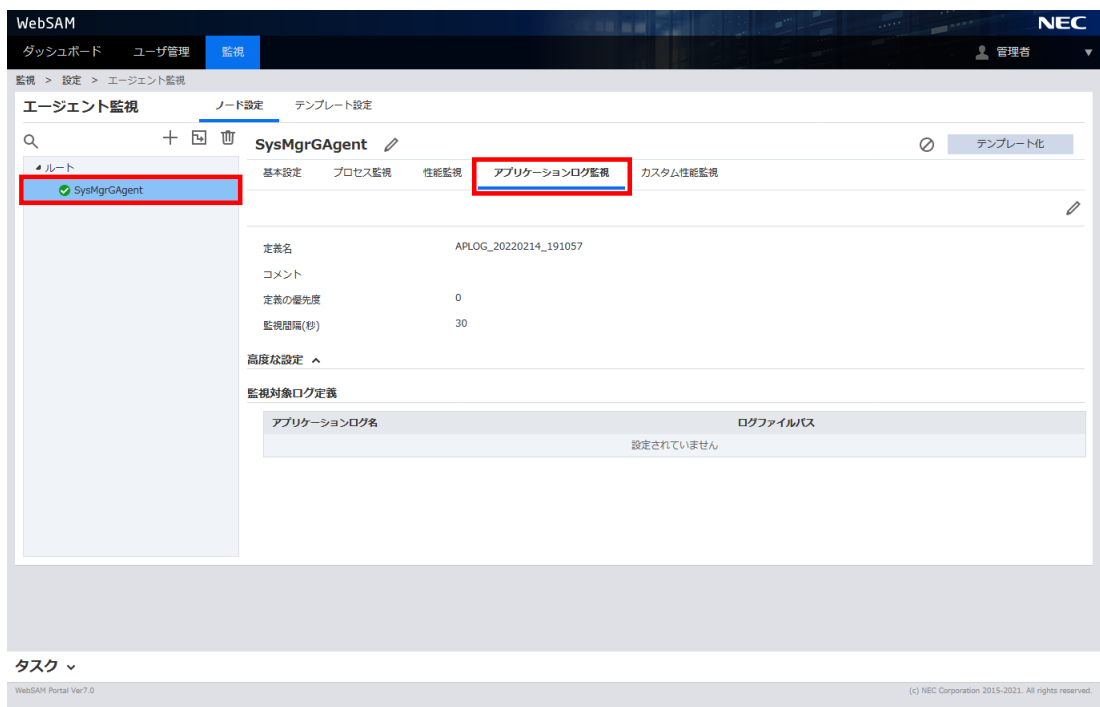 WebSAM NEC
ダッシュボード ユーザ管理 監視 管理者
監視 > 設定 > エージェント監視
エージェント監視 ノード設定 テンプレート設定
SysMgrGAgent テンプレート化
ルート
基本設定 プロセス監視 性能監視 アプリケーションログ監視 カスタム性能監視
SysMgrGAgent
定義名 APLOG_20220214_191057
コメント
定義の優先度 0
監視間隔(秒) 30
高度な設定
監視対象ログ定義
アプリケーションログ名 ログファイルパス
設定されていません
タスク
WebSAM Portal Ver7.0 (c) NEC Corporation 2015-2021. All rights reserved.